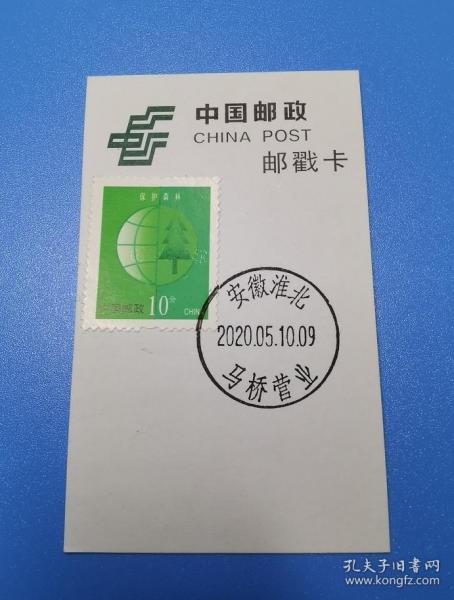 中国邮政
CHINA POST
邮戳卡
保护森林
中国邮政 10分 CHINA
安徽淮北
2020.05.10.09
马桥营业
孔夫子旧书网
www.kongfz.com